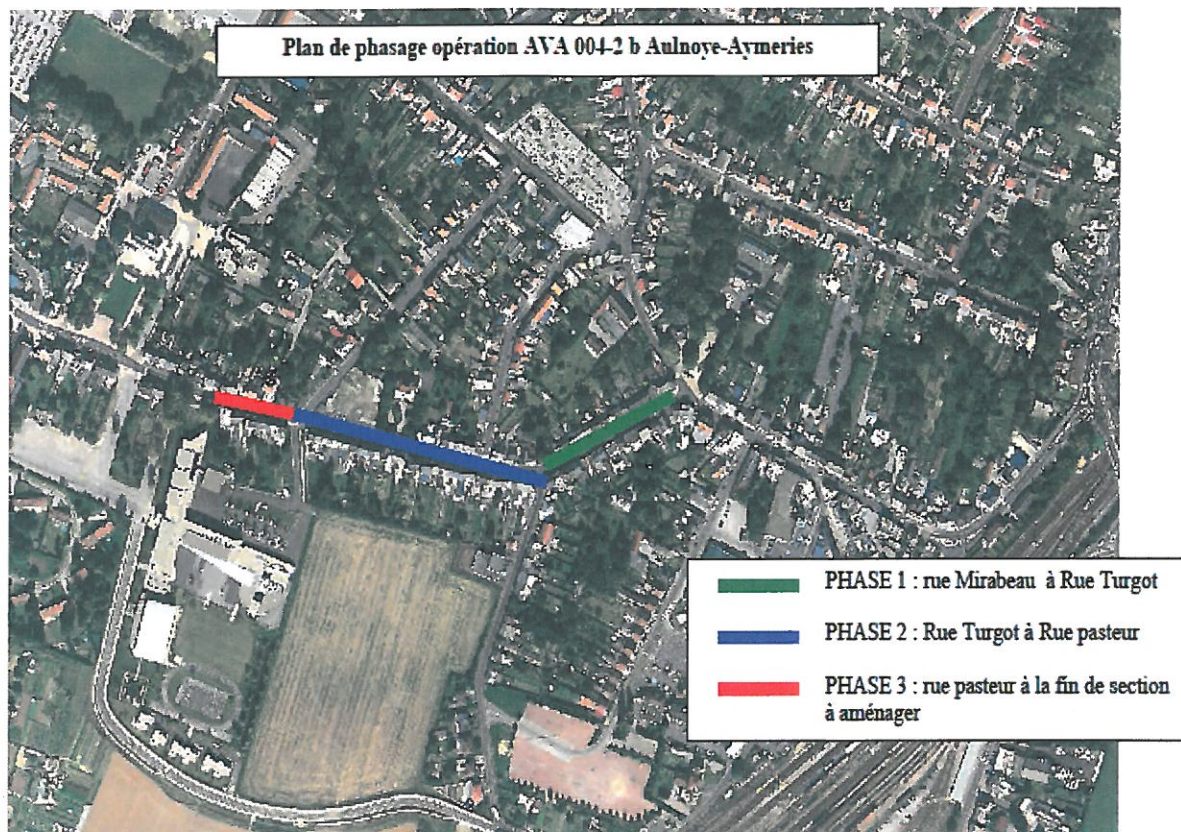 Plan de phasage opération AVA 004-2 b Aulnoye-Aymeries
PHASE 1 : rue Mirabeau à Rue Turgot
PHASE 2 : Rue Turgot à Rue pasteur
PHASE 3 : rue pasteur à la fin de section
à aménager